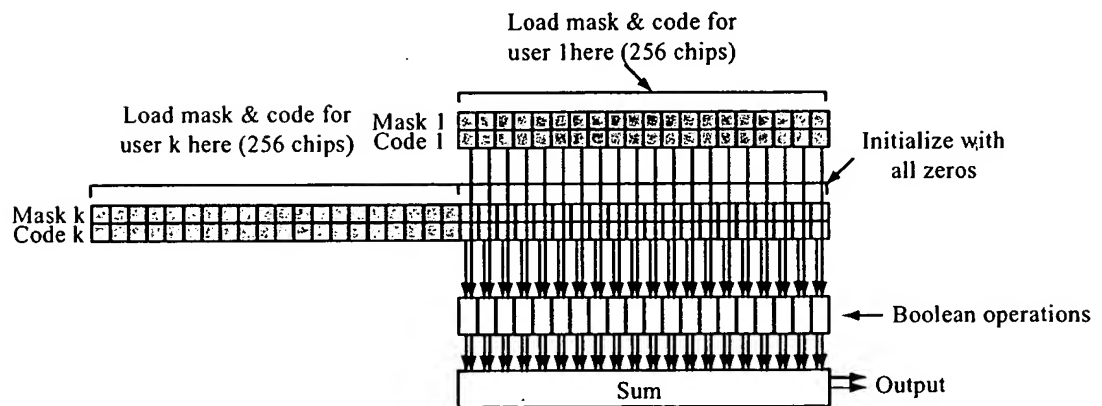 Load mask & code for
user 1here (256 chips)
Load mask & code for
user k here (256 chips)
Mask 1
Code 1
Initialize with
all zeros
Mask k
Code k
Boolean operations
Sum
Output